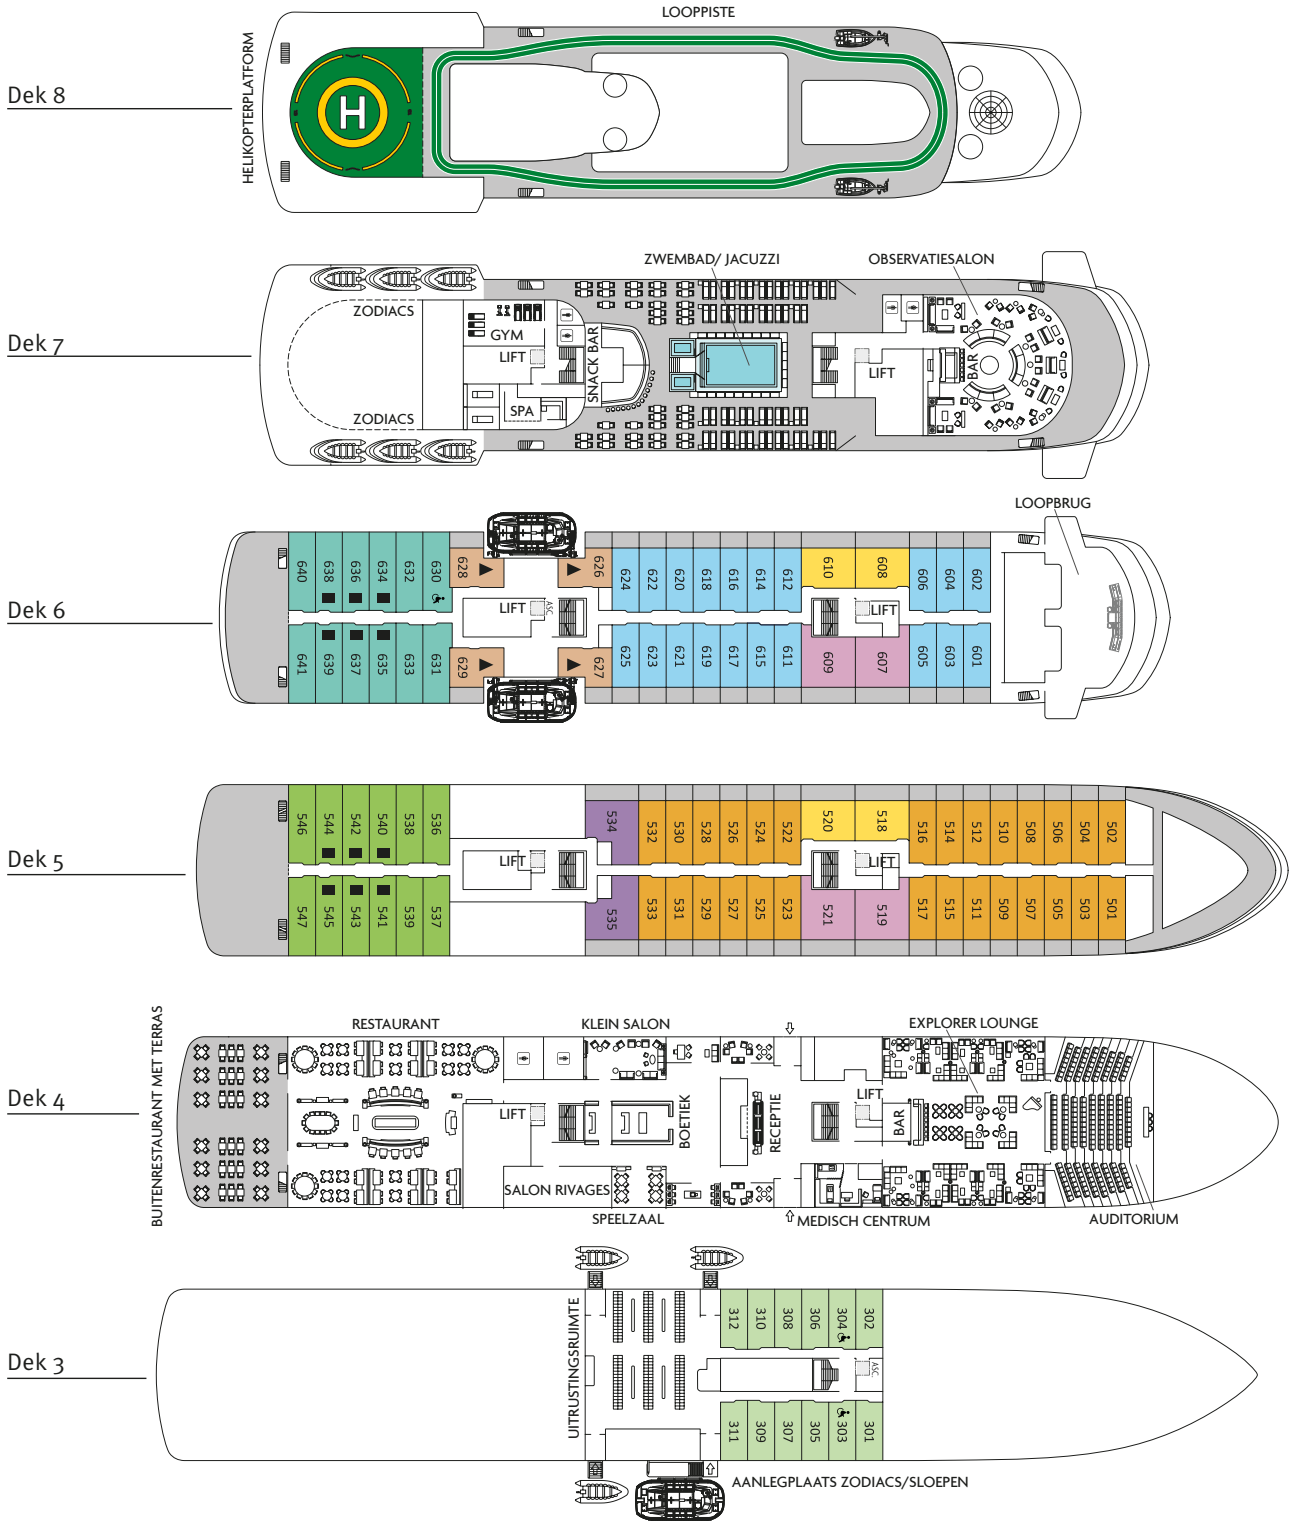 LOOPPISTE
Dek 8
HELIKOPTERPLATFORM
H
ZWEMBAD/ JACUZZI
OBSERVATIESALON
ZODIACS
GYM
LIFT
SNACK BAR
Dek 7
BAR
LIFT
SPA
ZODIACS
LOOPBRUG
640 638 636 634 632 630 628 626 624 622 620 618 616 614 612 610 608 606 604 602
Dek 6
LIFT
ASC.
LIFT
641 639 637 635 633 631 629 627 625 623 621 619 617 615 611 609 607 605 603 601
546 544 542 540 538 536 534 532 530 528 526 524 522 520 518 516 514 512 510 508 506 504 502
Dek 5
LIFT
LIFT
547 545 543 541 539 537 535 533 531 529 527 525 523 521 519 517 515 511 509 507 505 503 501
BUITENRESTAURANT MET TERRAS
RESTAURANT
KLEIN SALON
EXPLORER LOUNGE
Dek 4
LIFT
BOETIEK
RECEPTIE
LIFT
BAR
SALON RIVAGES
SPEELZAAL
MEDISCH CENTRUM
AUDITORIUM
UITRUSTINGSRUIMTE
312 310 308 306 304 302
Dek 3
ASC.
311 309 307 305 303 301
AANLEGPLAATS ZODIACS/SLOEPEN